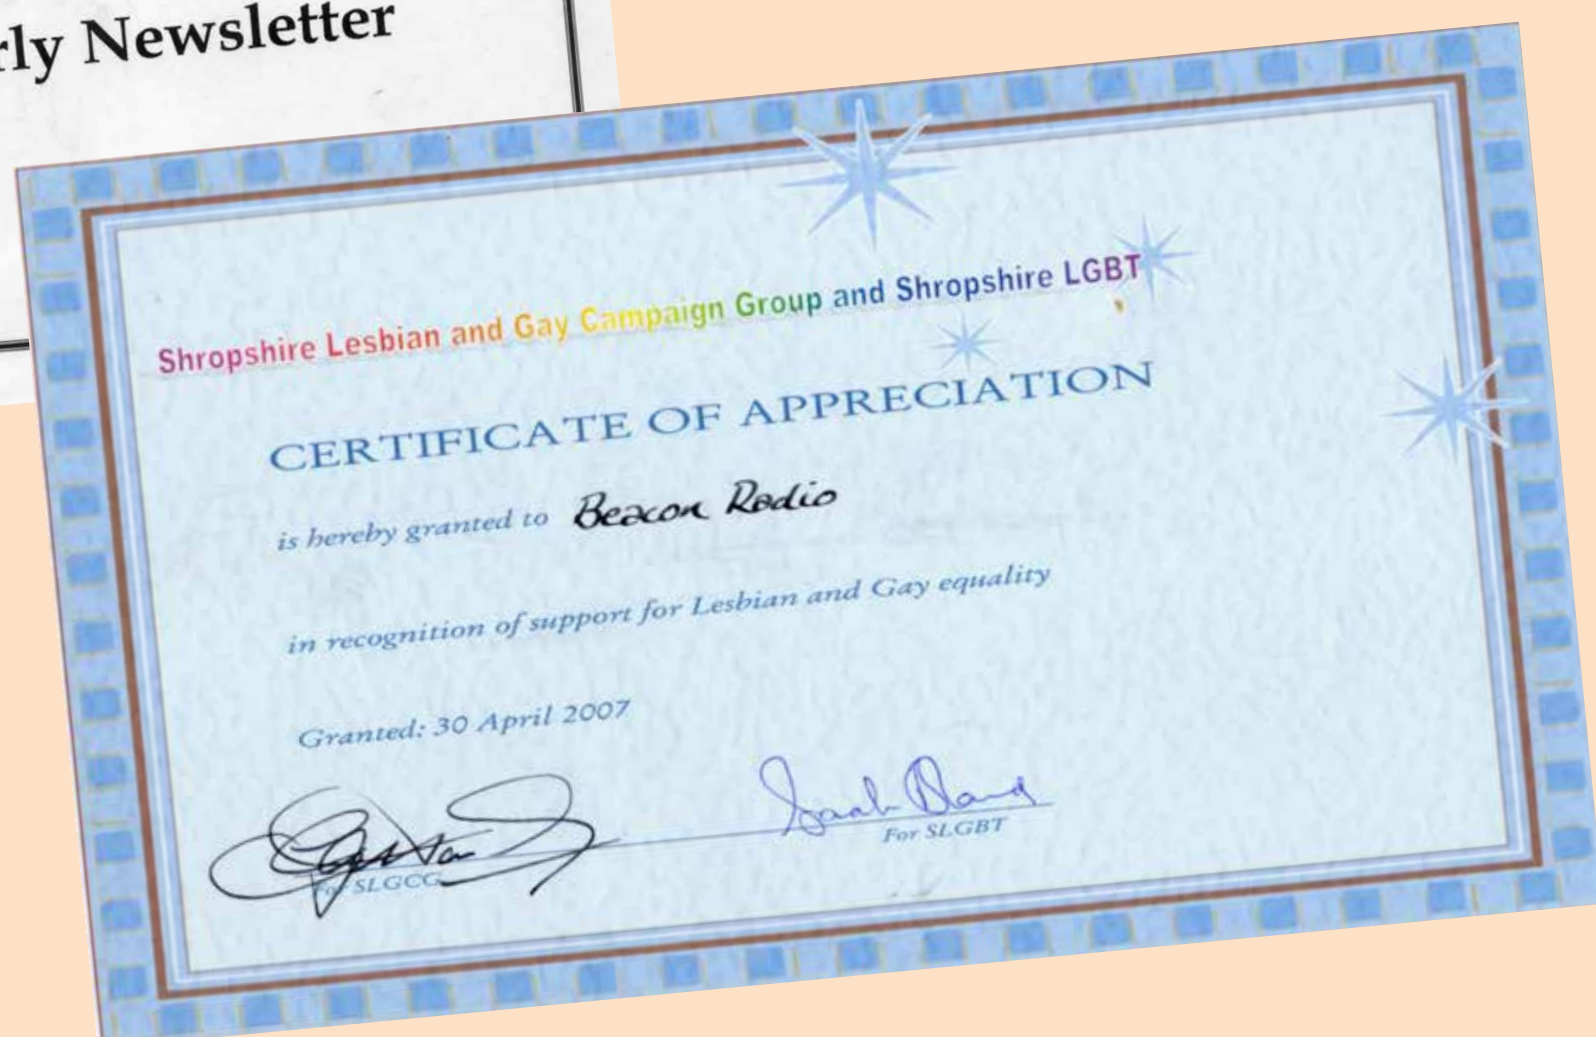 rly Newsletter
Shropshire Lesbian and Gay Campaign Group and Shropshire LGBT
CERTIFICATE OF APPRECIATION
is hereby granted to Beacon Radio
in recognition of support for Lesbian and Gay equality
Granted: 30 April 2007
For SLGCG
For SLGBT